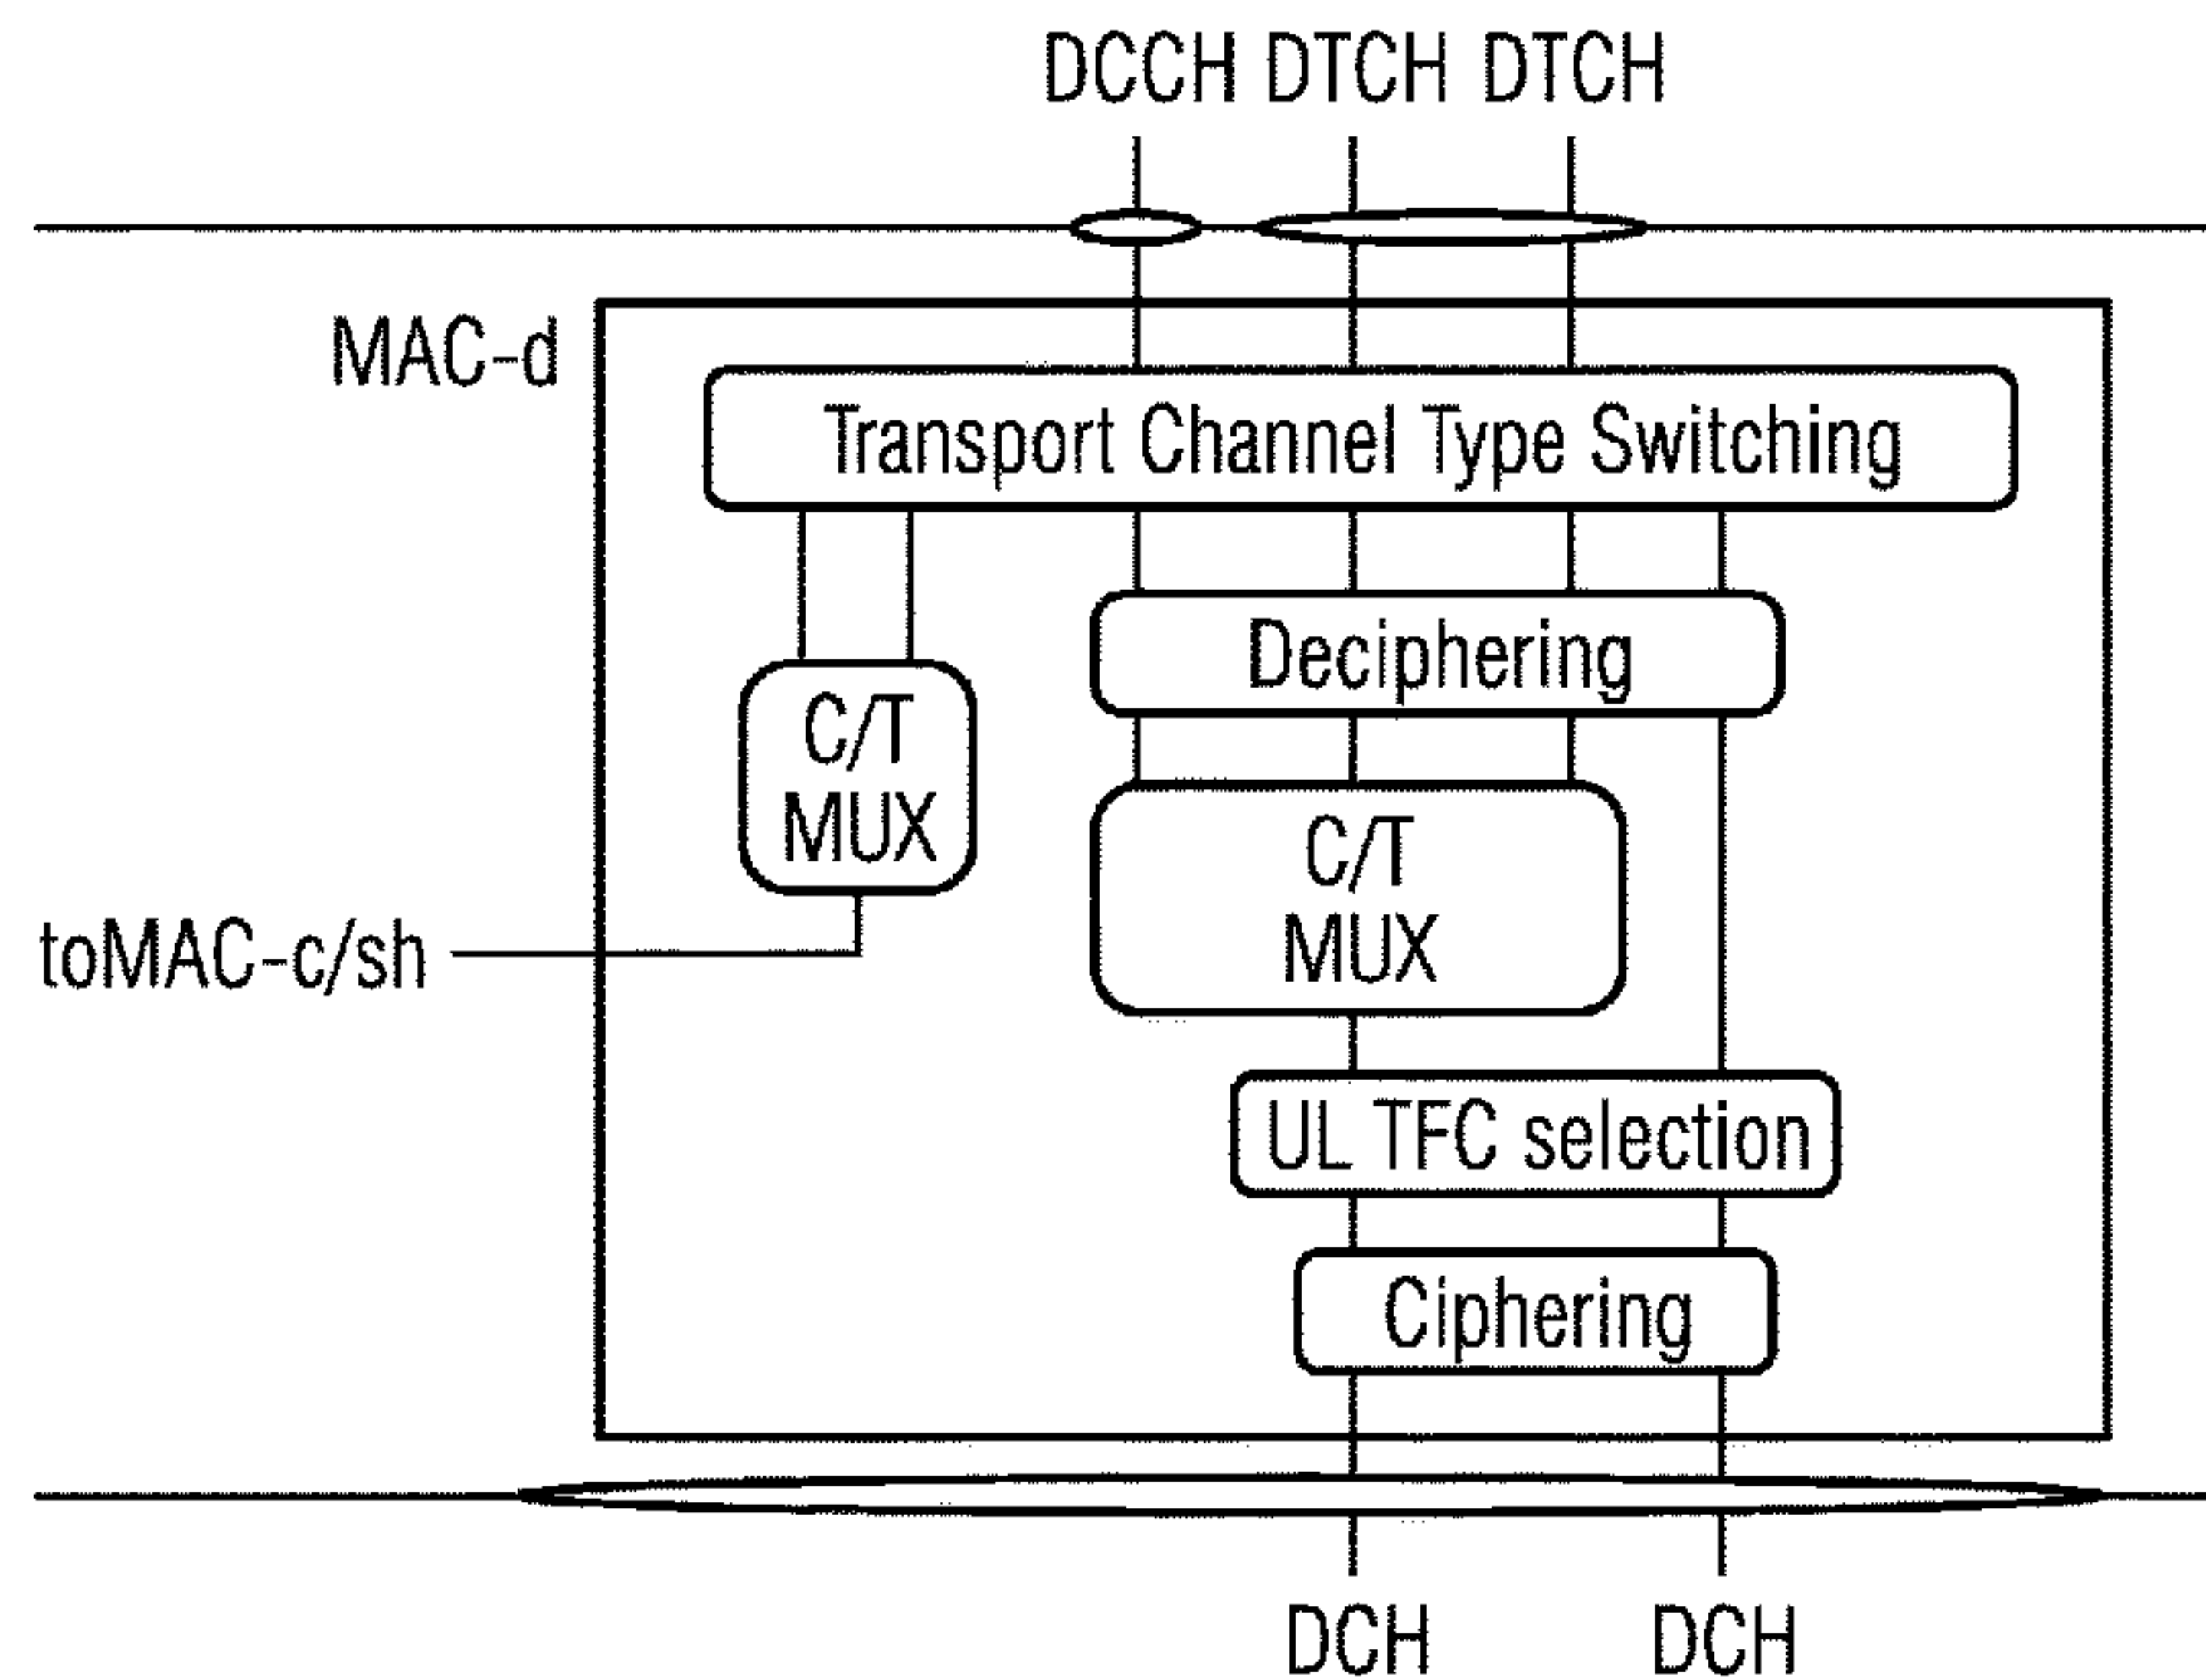 DCCH DTCH DTCH
MAC-d
Transport Channel Type Switching
Deciphering
C/T
MUX
C/T
MUX
toMAC-c/sh
UL TFC selection
Ciphering
DCH DCH